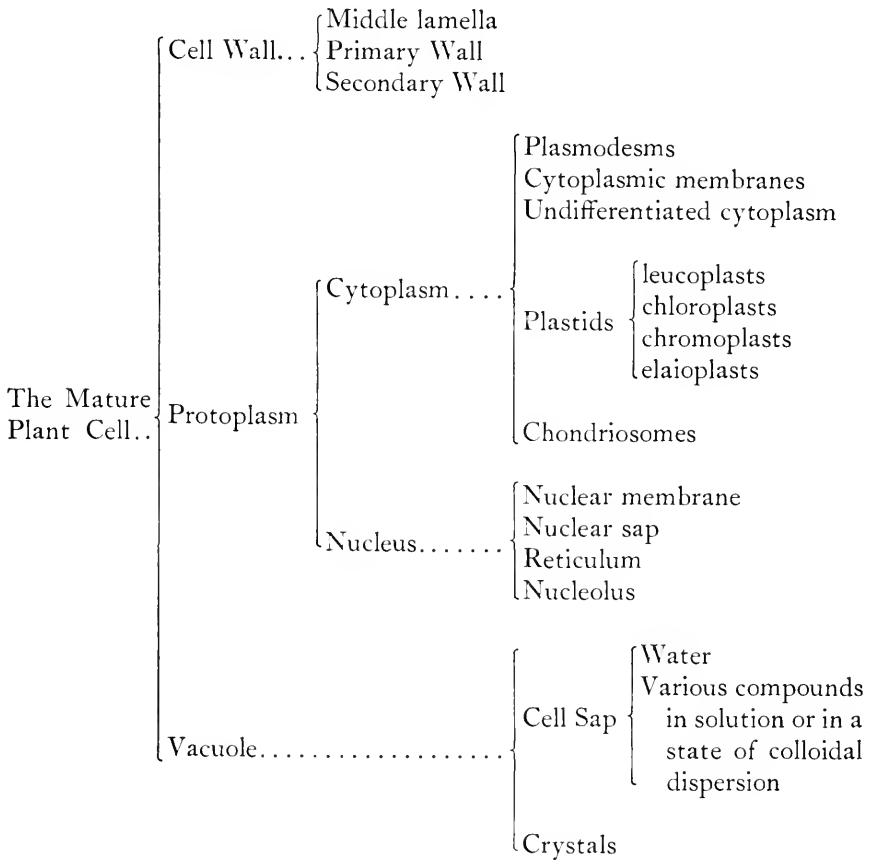 Middle lamella
Cell Wall...
Primary Wall
Secondary Wall
Plasmodesms
Cytoplasmic membranes
Undifferentiated cytoplasm
leucoplasts
Cytoplasm....
chloroplasts
Plastids
chromoplasts
elaioplasts
The Mature
Plant Cell..
Protoplasm
Chondriosomes
Nuclear membrane
Nuclear sap
Nucleus.......
Reticulum
Nucleolus
Water
Various compounds
in solution or in a
Cell Sap
state of colloidal
Vacuole....................
dispersion
Crystals